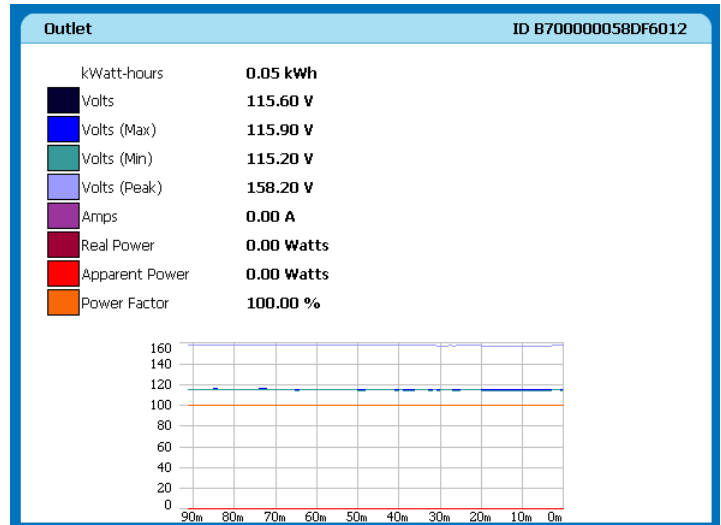 Outlet ID B700000058DF6012
kWatt-hours 0.05 kWh
Volts 115.60 V
Volts (Max) 115.90 V
Volts (Min) 115.20 V
Volts (Peak) 158.20 V
Amps 0.00 A
Real Power 0.00 Watts
Apparent Power 0.00 Watts
Power Factor 100.00 %
160
140
120
100
80
60
40
20
0
90m 80m 70m 60m 50m 40m 30m 20m 10m 0m